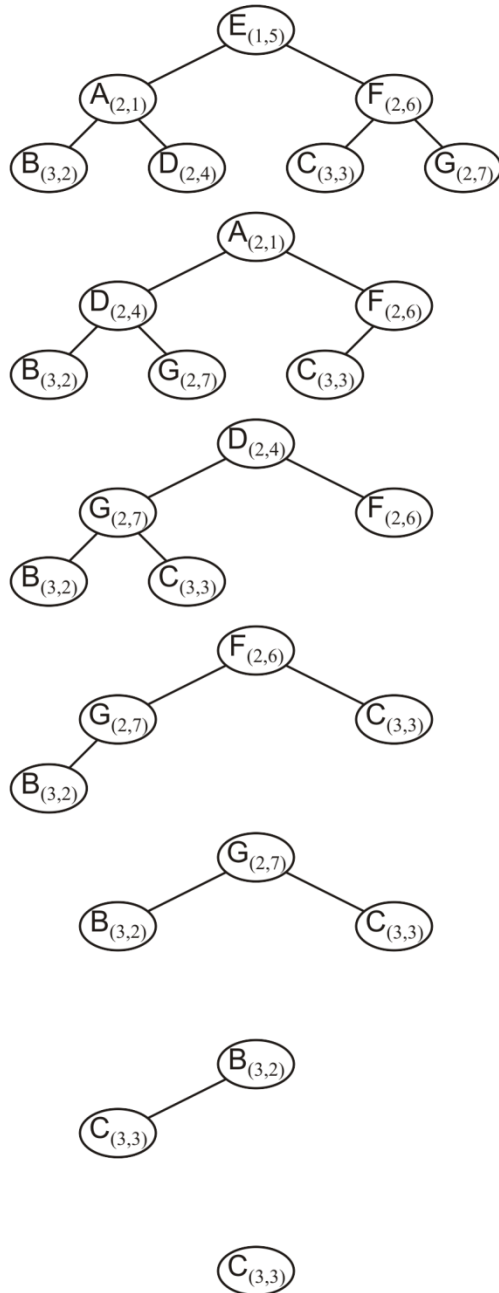 E(1,5)
A(2,1) F(2,6)
B(3,2) D(2,4) C(3,3) G(2,7)
A(2,1)
D(2,4) F(2,6)
B(3,2) G(2,7) C(3,3)
D(2,4)
G(2,7) F(2,6)
B(3,2) C(3,3)
F(2,6)
G(2,7) C(3,3)
B(3,2)
G(2,7)
B(3,2) C(3,3)
B(3,2)
C(3,3)
C(3,3)